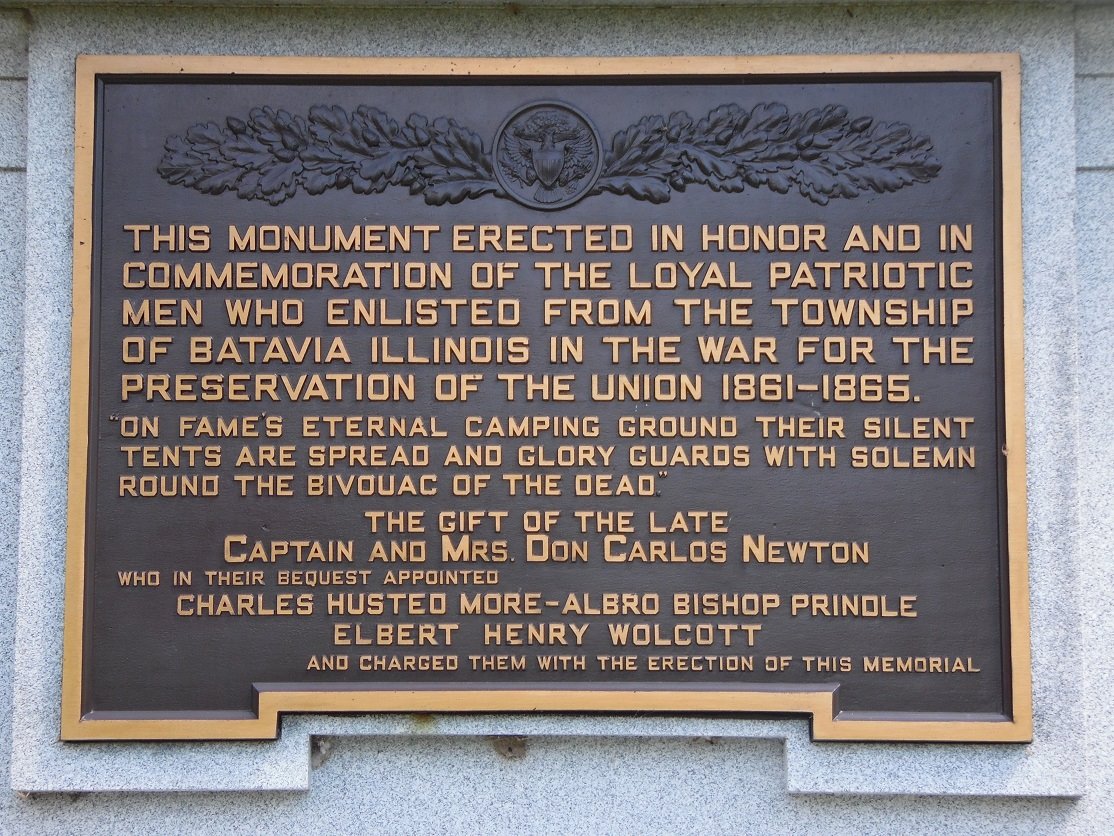 THIS MONUMENT ERECTED IN HONOR AND IN
COMMEMORATION OF THE LOYAL PATRIOTIC
MEN WHO ENLISTED FROM THE TOWNSHIP
OF BATAVIA ILLINOIS IN THE WAR FOR THE
PRESERVATION OF THE UNION 1861-1865.
"ON FAME'S ETERNAL CAMPING GROUND THEIR SILENT
TENTS ARE SPREAD AND GLORY GUARDS WITH SOLEMN
ROUND THE BIVOUAC OF THE DEAD."
THE GIFT OF THE LATE
CAPTAIN AND MRS. DON CARLOS NEWTON
WHO IN THEIR BEQUEST APPOINTED
CHARLES HUSTED MORE-ALBRO BISHOP PRINDLE
ELBERT HENRY WOLCOTT
AND CHARGED THEM WITH THE ERECTION OF THIS MEMORIAL